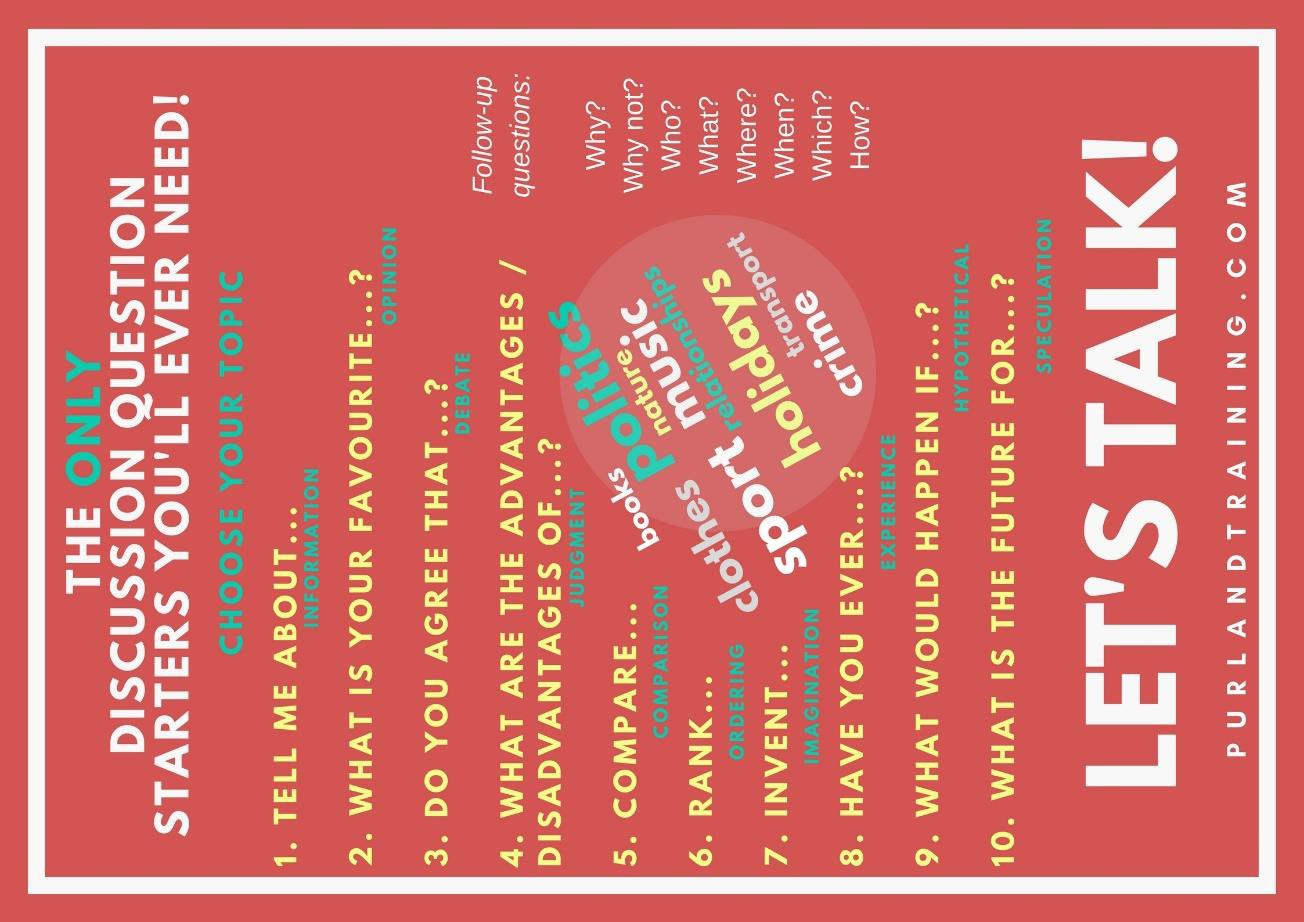 THE ONLY
DISCUSSION QUESTION
STARTERS YOU'LL EVER NEED!
CHOOSE YOUR TOPIC
1. TELL ME ABOUT...
INFORMATION
2. WHAT IS YOUR FAVOURITE...?
OPINION
3. DO YOU AGREE THAT...?
DEBATE
4. WHAT ARE THE ADVANTAGES /
DISADVANTAGES OF...?
JUDGMENT
5. COMPARE...
COMPARISON
6. RANK...
ORDERING
7. INVENT...
IMAGINATION
8. HAVE YOU EVER...?
EXPERIENCE
9. WHAT WOULD HAPPEN IF...?
HYPOTHETICAL
10. WHAT IS THE FUTURE FOR...?
SPECULATION
books
politics
nature
music
clothes
relationships
sport
holidays
transport
crime
Follow-up
questions:
Why?
Why not?
Who?
What?
Where?
When?
Which?
How?
LET'S TALK!
PURLANDTRAINING.COM